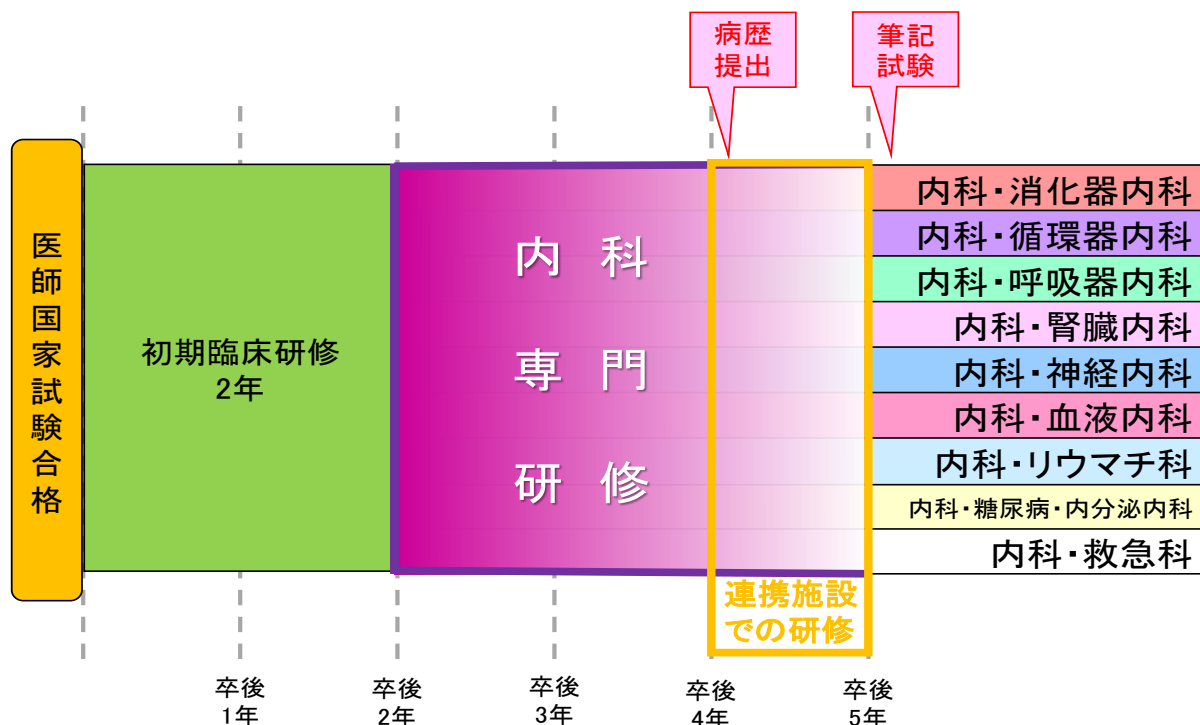 病歴
提出
筆記
試験
医師国家試験合格
初期臨床研修
2年
内 科
専 門
研 修
内科・消化器内科
内科・循環器内科
内科・呼吸器内科
内科・腎臓内科
内科・神経内科
内科・血液内科
内科・リウマチ科
内科・糖尿病・内分泌内科
内科・救急科
連携施設
での研修
卒後
1年
卒後
2年
卒後
3年
卒後
4年
卒後
5年